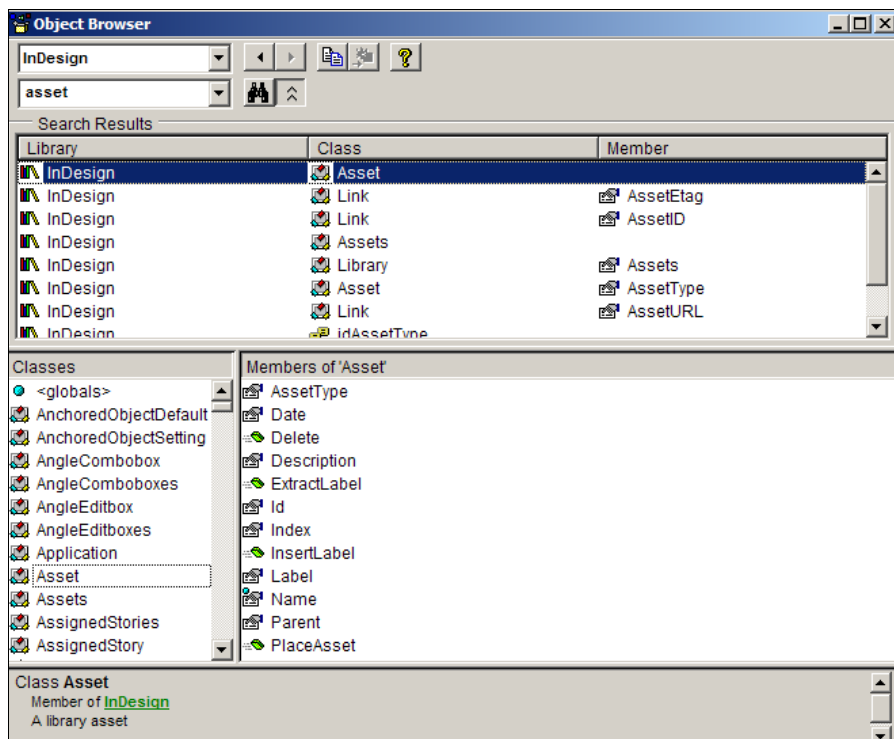 Object Browser
InDesign
asset
Search Results
Library Class Member
InDesign Asset
InDesign Link AssetEtag
InDesign Link AssetID
InDesign Assets
InDesign Library Assets
InDesign Asset AssetType
InDesign Link AssetURL
InDesign idAssetType
Classes Members of 'Asset'
<globals> AssetType
AnchoredObjectDefault Date
AnchoredObjectSetting Delete
AngleCombobox Description
AngleComboboxes ExtractLabel
AngleEditbox Id
AngleEditboxes Index
Application InsertLabel
Asset Label
Assets Name
AssignedStories Parent
AssignedStory PlaceAsset
Class Asset
Member of InDesign
A library asset